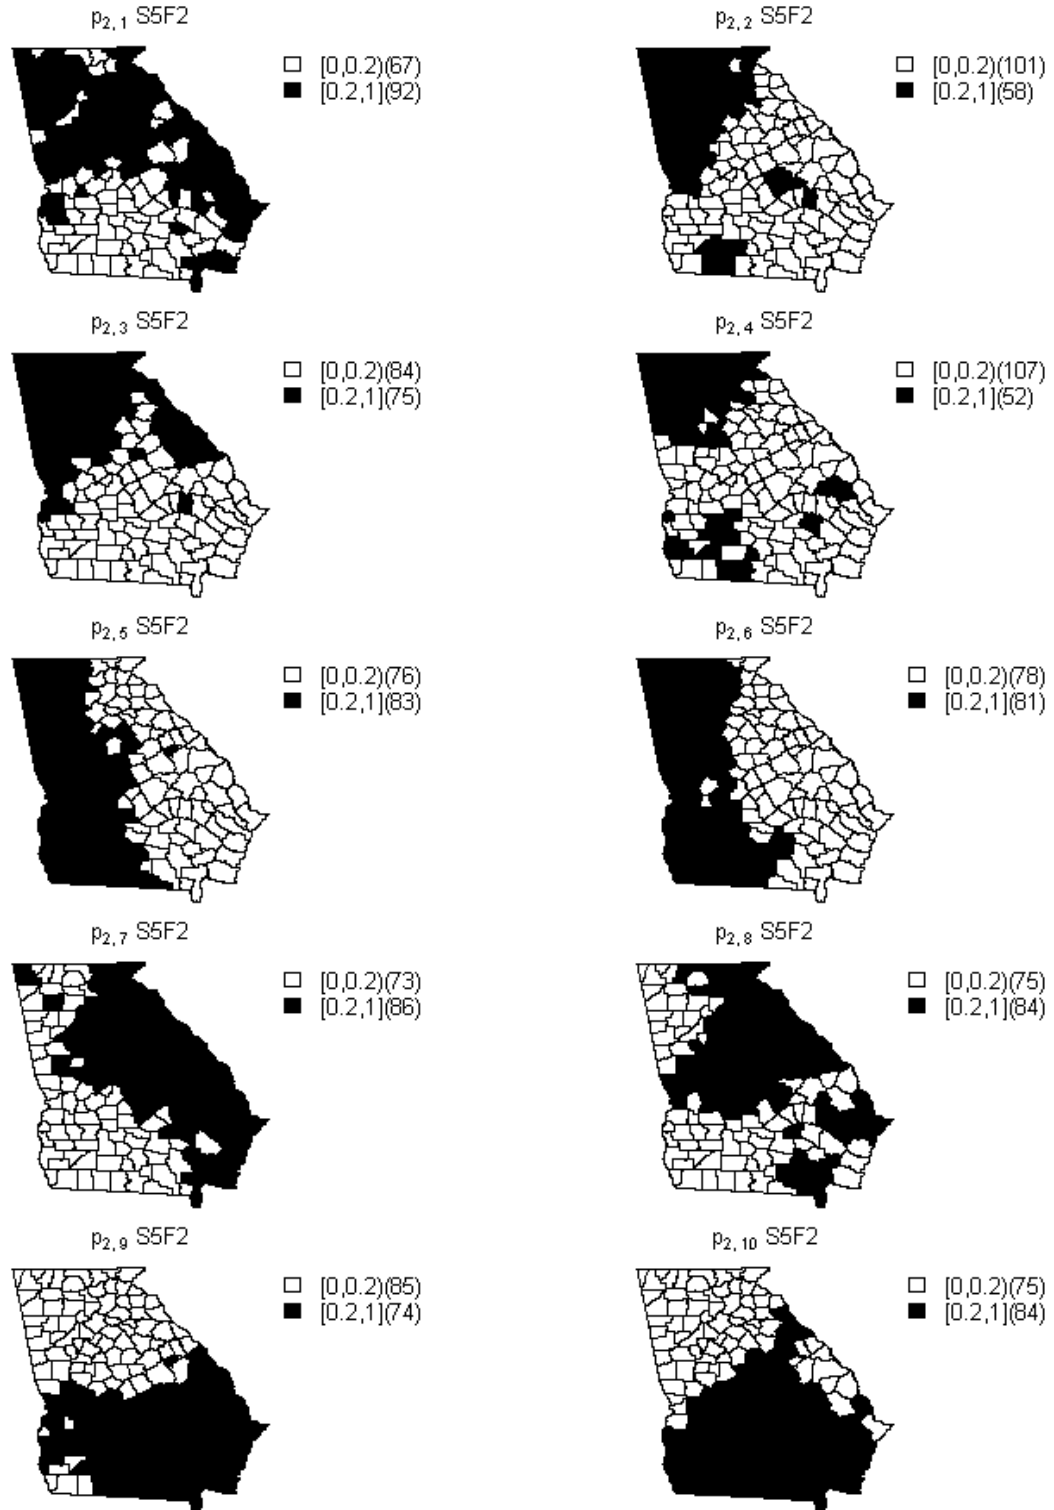 p2,1 S5F2
[0,0.2)(67)
[0.2,1](92)
p2,2 S5F2
[0,0.2)(101)
[0.2,1](58)
p2,3 S5F2
[0,0.2)(84)
[0.2,1](75)
p2,4 S5F2
[0,0.2)(107)
[0.2,1](52)
p2,5 S5F2
[0,0.2)(76)
[0.2,1](83)
p2,6 S5F2
[0,0.2)(78)
[0.2,1](81)
p2,7 S5F2
[0,0.2)(73)
[0.2,1](86)
p2,8 S5F2
[0,0.2)(75)
[0.2,1](84)
p2,9 S5F2
[0,0.2)(85)
[0.2,1](74)
p2,10 S5F2
[0,0.2)(75)
[0.2,1](84)